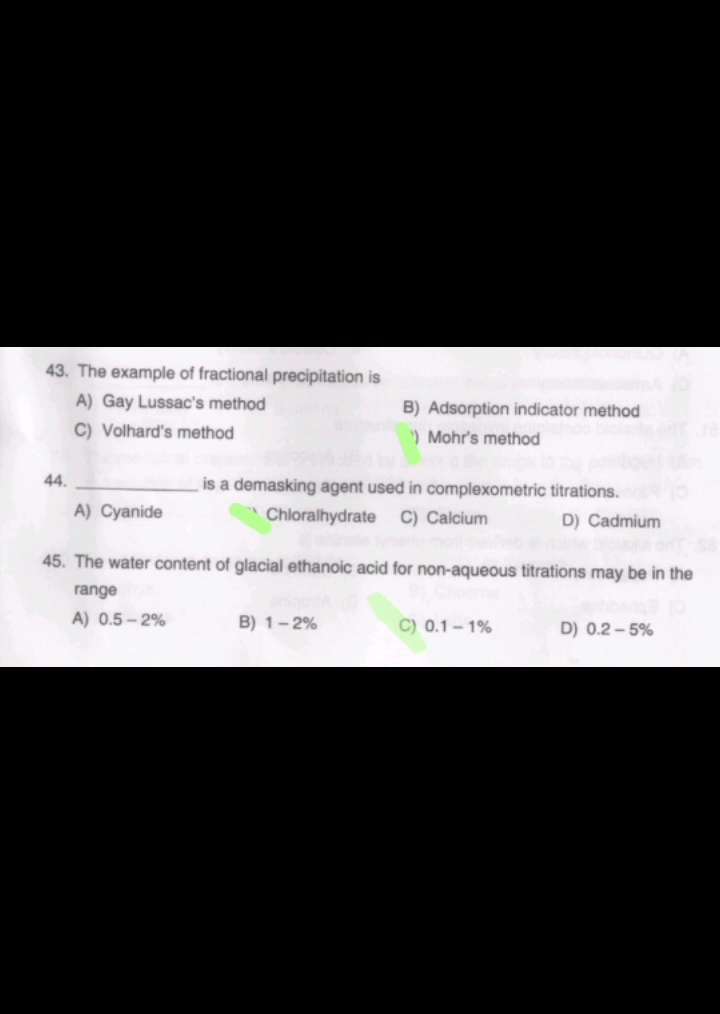 43. The example of fractional precipitation is
A) Gay Lussac's method B) Adsorption indicator method
C) Volhard's method ) Mohr's method
44. __________ is a demasking agent used in complexometric titrations.
A) Cyanide ) Chloralhydrate C) Calcium D) Cadmium
45. The water content of glacial ethanoic acid for non-aqueous titrations may be in the
range
A) 0.5 – 2% B) 1 – 2% C) 0.1 – 1% D) 0.2 – 5%